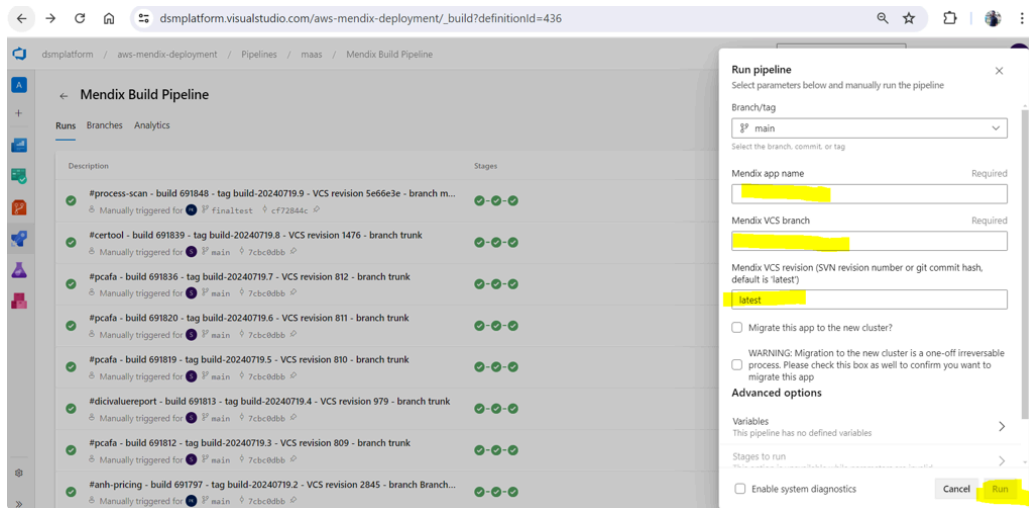 dsmplatform.visualstudio.com/aws-mendix-deployment/_build?definitionId=436
dsmplatform / aws-mendix-deployment / Pipelines / maas / Mendix Build Pipeline
A
Mendix Build Pipeline
Runs Branches Analytics
Description Stages
#process-scan - build 691848 - tag build-20240719.9 - VCS revision 5e66e3e - branch m...
Manually triggered for finaltest cf72844c
#certool - build 691839 - tag build-20240719.8 - VCS revision 1476 - branch trunk
Manually triggered for S main 7cbc0dbb
#pcafa - build 691836 - tag build-20240719.7 - VCS revision 812 - branch trunk
Manually triggered for S main 7cbc0dbb
#pcafa - build 691820 - tag build-20240719.6 - VCS revision 811 - branch trunk
Manually triggered for S main 7cbc0dbb
#pcafa - build 691819 - tag build-20240719.5 - VCS revision 810 - branch trunk
Manually triggered for S main 7cbc0dbb
#dicivaluereport - build 691813 - tag build-20240719.4 - VCS revision 979 - branch trunk
Manually triggered for S main 7cbc0dbb
#pcafa - build 691812 - tag build-20240719.3 - VCS revision 809 - branch trunk
Manually triggered for S main 7cbc0dbb
#anh-pricing - build 691797 - tag build-20240719.2 - VCS revision 2845 - branch Branch...
Manually triggered for main 7cbc0dbb
Run pipeline
Select parameters below and manually run the pipeline
Branch/tag
main
Select the branch, commit, or tag
Mendix app name Required
Mendix VCS branch Required
Mendix VCS revision (SVN revision number or git commit hash,
default is 'latest')
latest
Migrate this app to the new cluster?
WARNING: Migration to the new cluster is a one-off irreversable
process. Please check this box as well to confirm you want to
migrate this app
Advanced options
Variables
This pipeline has no defined variables
Stages to run
Enable system diagnostics Cancel Run